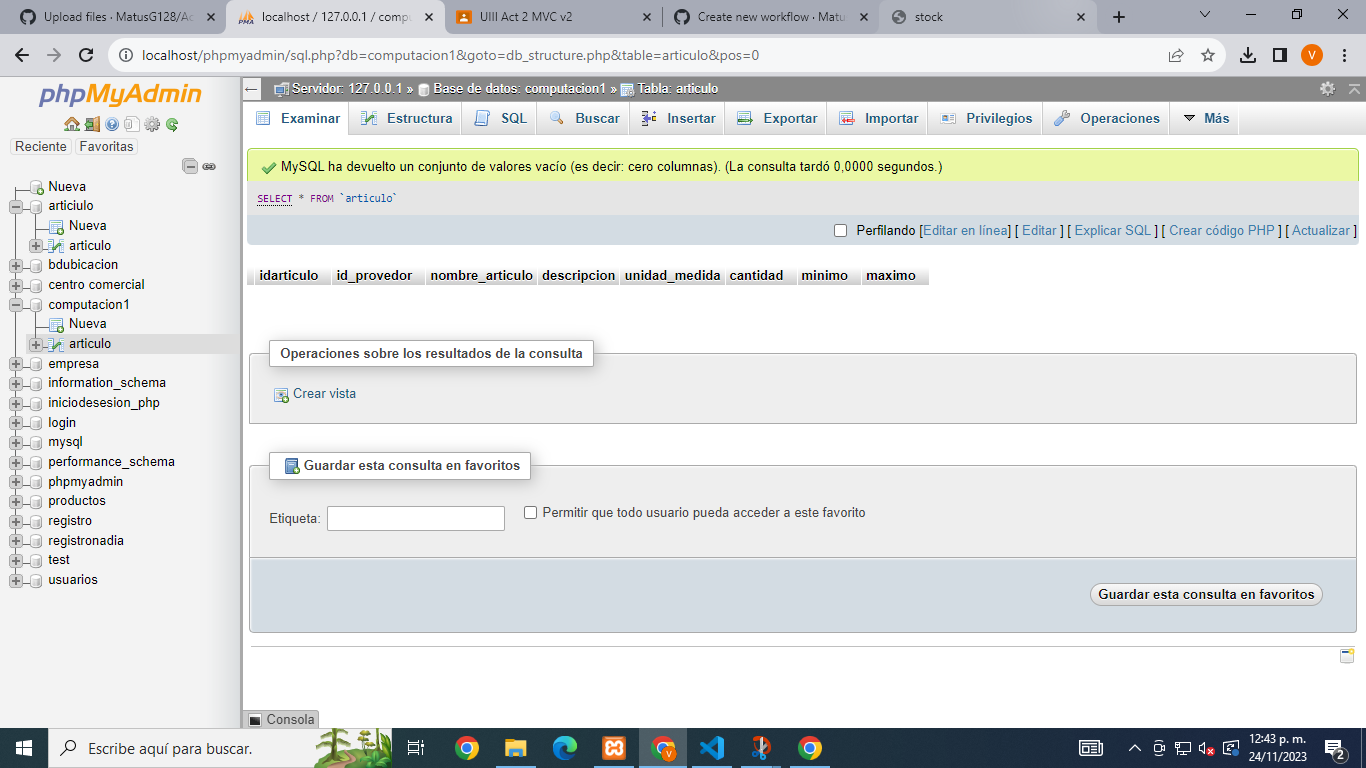 Upload files · MatusG128/Ac
localhost / 127.0.0.1 / compu
UIII Act 2 MVC v2
Create new workflow · Matu
stock
localhost/phpmyadmin/sql.php?db=computacion1&goto=db_structure.php&table=articulo&pos=0
V
phpMyAdmin
Reciente
Favoritas
Nueva
articiulo
Nueva
articulo
bdubicacion
centro comercial
computacion1
Nueva
articulo
empresa
information_schema
iniciodesesion_php
login
mysql
performance_schema
phpmyadmin
productos
registro
registronadia
test
usuarios
Servidor: 127.0.0.1 » Base de datos: computacion1 » Tabla: articulo
Examinar Estructura SQL Buscar Insertar Exportar Importar Privilegios Operaciones Más
MySQL ha devuelto un conjunto de valores vacío (es decir: cero columnas). (La consulta tardó 0,0000 segundos.)
SELECT * FROM `articulo`
Perfilando [Editar en línea] [ Editar ] [ Explicar SQL ] [ Crear código PHP ] [ Actualizar ]
idarticulo id_provedor nombre_articulo descripcion unidad_medida cantidad minimo maximo
Operaciones sobre los resultados de la consulta
Crear vista
Guardar esta consulta en favoritos
Etiqueta:
Permitir que todo usuario pueda acceder a este favorito
Guardar esta consulta en favoritos
Consola
Escribe aquí para buscar.
12:43 p. m.
24/11/2023
2